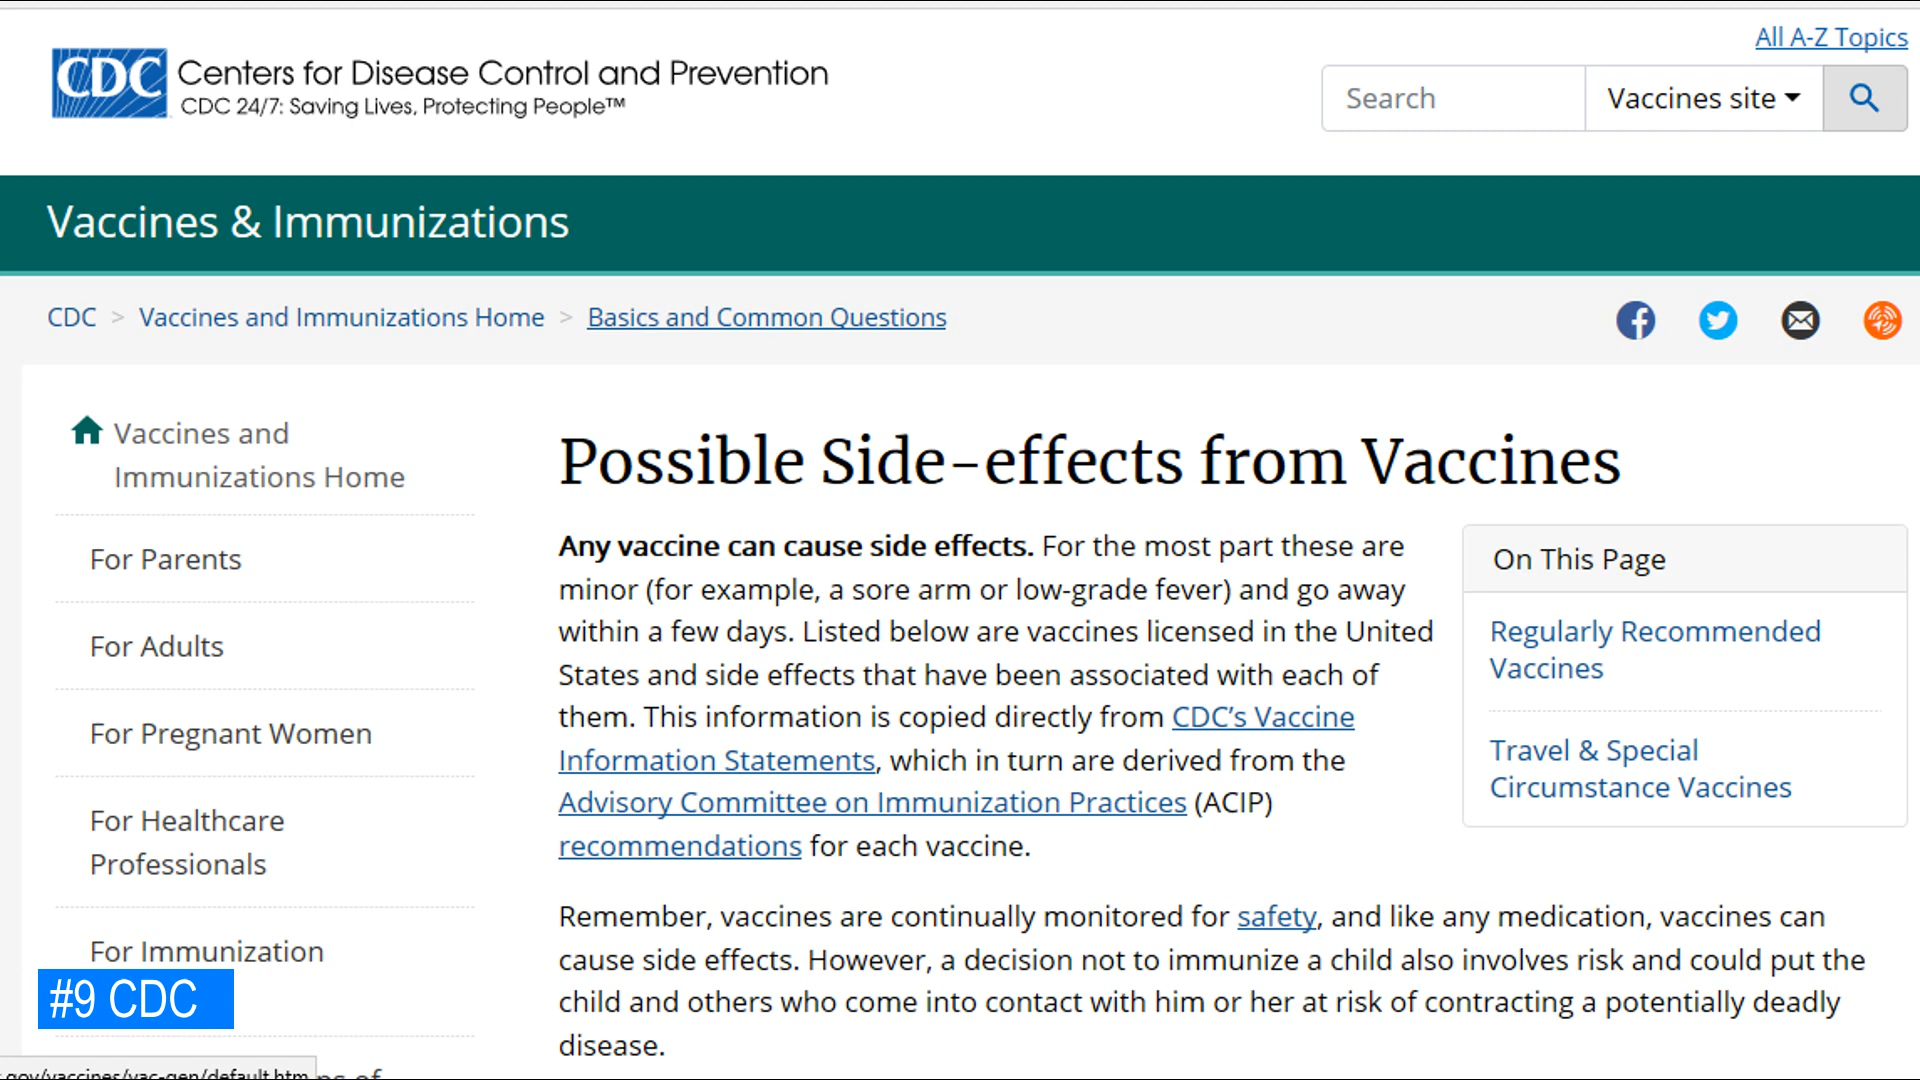 All A-Z Topics
CDC Centers for Disease Control and Prevention
CDC 24/7: Saving Lives, Protecting People™
Search
Vaccines site
Vaccines & Immunizations
CDC > Vaccines and Immunizations Home > Basics and Common Questions
Vaccines and
Immunizations Home
For Parents
For Adults
For Pregnant Women
For Healthcare
Professionals
For Immunization
#9 CDC
Possible Side-effects from Vaccines
Any vaccine can cause side effects. For the most part these are
minor (for example, a sore arm or low-grade fever) and go away
within a few days. Listed below are vaccines licensed in the United
States and side effects that have been associated with each of
them. This information is copied directly from CDC's Vaccine
Information Statements, which in turn are derived from the
Advisory Committee on Immunization Practices (ACIP)
recommendations for each vaccine.
On This Page
Regularly Recommended
Vaccines
Travel & Special
Circumstance Vaccines
Remember, vaccines are continually monitored for safety, and like any medication, vaccines can
cause side effects. However, a decision not to immunize a child also involves risk and could put the
child and others who come into contact with him or her at risk of contracting a potentially deadly
disease.
.gov/vaccines/vac-gen/default.htm
of